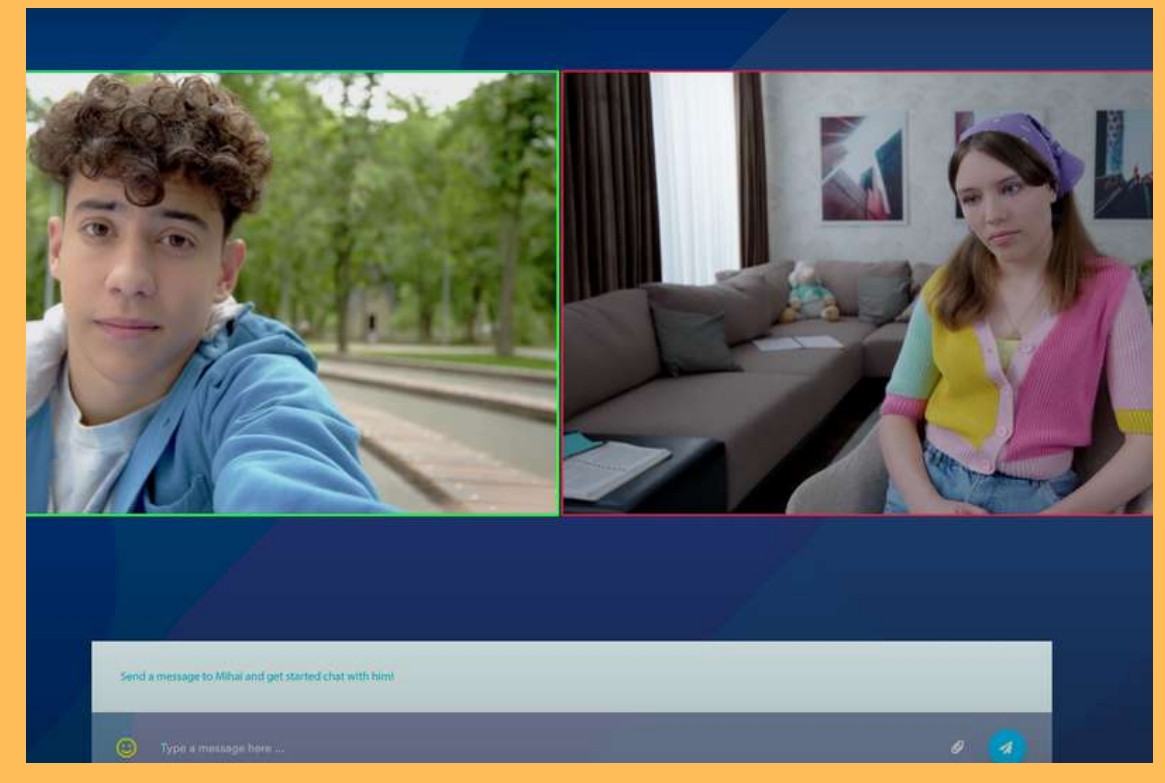 Send a message to Mihai and get started chat with him!
Type a message here ...